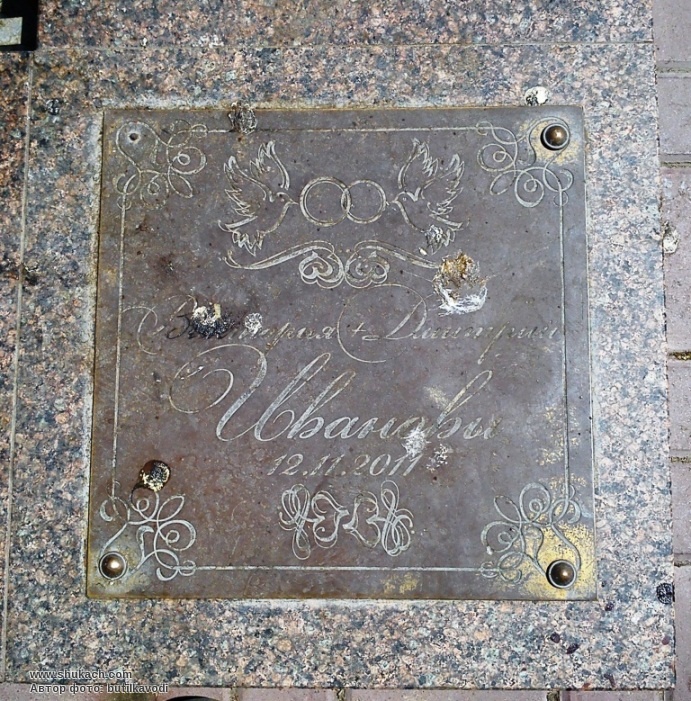 Виктория + Дмитрий
Ивановы
12.11.2011
www.shukach.com
Автор фото: butilkavodi